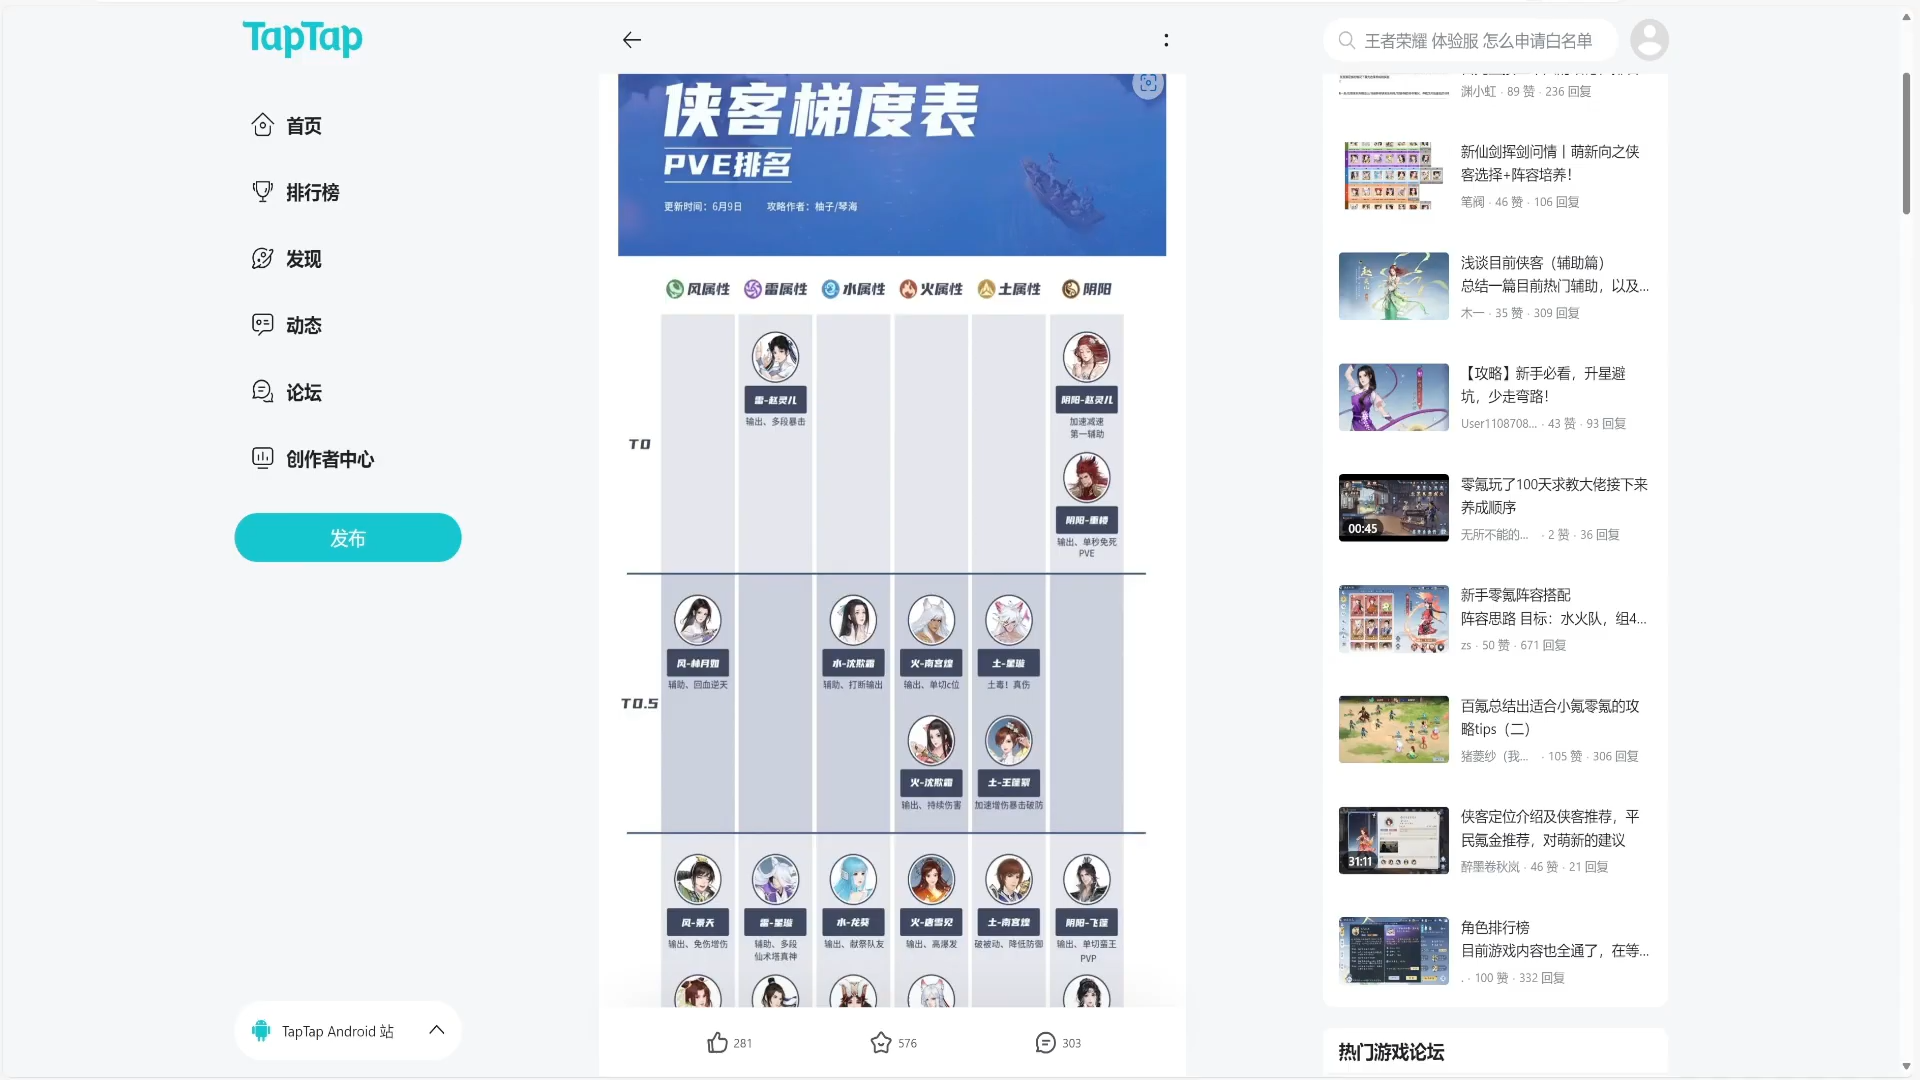 TapTap
首页
排行榜
发现
动态
论坛
创作者中心
发布
TapTap Android 站
侠客梯度表
PVE排名
更新时间：6月9日 攻略作者：柚子/琴海
风属性 雷属性 水属性 火属性 土属性 阴阳
T0
雷-赵灵儿
输出、多段暴击
阴阳-赵灵儿
加速减速
第一辅助
阴阳-重楼
输出、单秒免死
PVE
T0.5
风-林月如
辅助、回血逆天
水-沈欺霜
辅助、打断输出
火-南宫煌
输出、单切c位
土-星璇
土毒！真伤
火-沈欺霜
输出、持续伤害
土-王蓬絮
加速增伤暴击破防
风-景天
输出、免伤增伤
雷-星璇
辅助、多段
仙术塔真神
水-龙葵
输出、献祭队友
火-唐雪见
输出、高爆发
土-南宫煌
破被动、降低防御
阴阳-飞蓬
输出、单切蛮王
PVP
281
576
303
王者荣耀 体验服 怎么申请白名单
渊小虹 · 89 赞 · 236 回复
新仙剑挥剑问情丨萌新向之侠
客选择+阵容培养！
笔阀 · 46 赞 · 106 回复
浅谈目前侠客（辅助篇）
总结一篇目前热门辅助，以及...
木一 · 35 赞 · 309 回复
【攻略】新手必看，升星避
坑，少走弯路！
User1108708... · 43 赞 · 93 回复
00:45
零氪玩了100天求教大佬接下来
养成顺序
无所不能的... · 2 赞 · 36 回复
新手零氪阵容搭配
阵容思路 目标：水火队，组4...
zs · 50 赞 · 671 回复
百氪总结出适合小氪零氪的攻
略tips（二）
猪菱纱（我... · 105 赞 · 306 回复
31:11
侠客定位介绍及侠客推荐，平
民氪金推荐，对萌新的建议
醉墨卷秋岚 · 46 赞 · 21 回复
角色排行榜
目前游戏内容也全通了，在等...
. · 100 赞 · 332 回复
热门游戏论坛